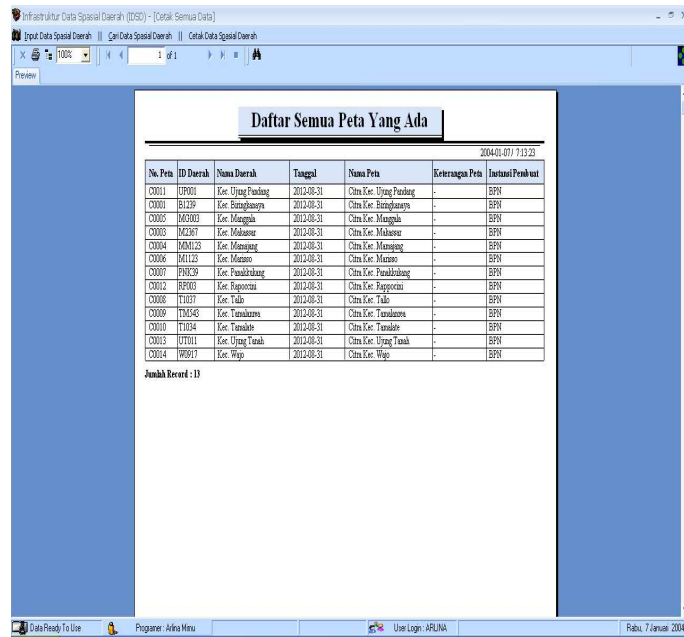 Infrastruktur Data Spasial Daerah (IDSD) - [Cetak Semua Data]
Input Data Spasial Daerah || Cari Data Spasial Daerah || Cetak Data Spasial Daerah
100% 1 of 1
Preview
Daftar Semua Peta Yang Ada
2004-01-07 / 7:13:23
No. Peta ID Daerah Nama Daerah Tanggal Nama Peta Keterangan Peta Instansi Pembuat
C0011 UP001 Kec. Ujung Pandang 2012-08-31 Citra Kec. Ujung Pandang - BPN
C0001 B1239 Kec. Biringkanaya 2012-08-31 Citra Kec. Biringkanaya - BPN
C0005 MG003 Kec. Manggala 2012-08-31 Citra Kec. Manggala - BPN
C0003 M2367 Kec. Makassar 2012-08-31 Citra Kec. Makassar - BPN
C0004 MM123 Kec. Mamajang 2012-08-31 Citra Kec. Mamajang - BPN
C0006 M1123 Kec. Mariso 2012-08-31 Citra Kec. Mariso - BPN
C0007 PNK39 Kec. Panakkukang 2012-08-31 Citra Kec. Panakkukang - BPN
C0012 RP003 Kec. Rapoccini 2012-08-31 Citra Kec. Rappocini - BPN
C0008 T1037 Kec. Tallo 2012-08-31 Citra Kec. Tallo - BPN
C0009 TM543 Kec. Tamalanrea 2012-08-31 Citra Kec. Tamalanrea - BPN
C0010 T1034 Kec. Tamalate 2012-08-31 Citra Kec. Tamalate - BPN
C0013 UT011 Kec. Ujung Tanah 2012-08-31 Citra Kec. Ujung Tanah - BPN
C0014 W0917 Kec. Wajo 2012-08-31 Citra Kec. Wajo - BPN
Jumlah Record : 13
Data Ready To Use Programer : Arlina Mimu User Login : ARLINA Rabu, 7 Januari 2004